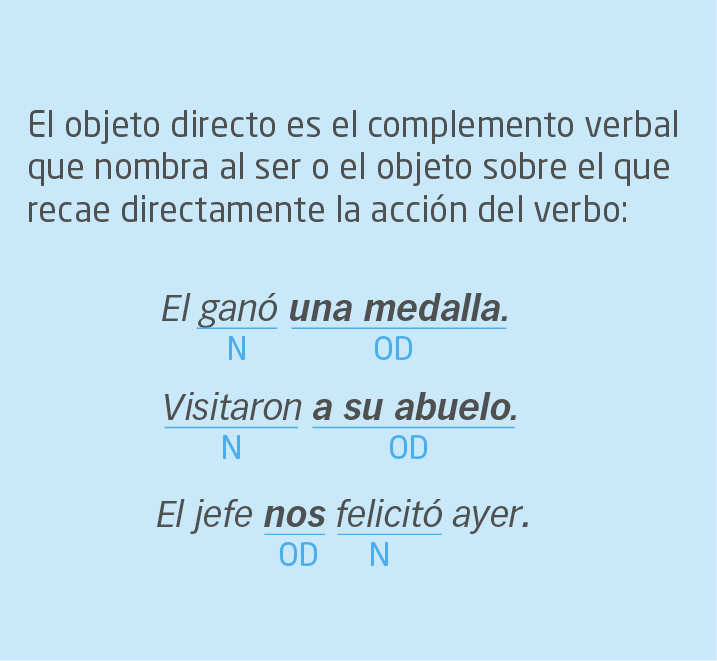 El objeto directo es el complemento verbal
que nombra al ser o el objeto sobre el que
recae directamente la acción del verbo:
El ganó una medalla.
N OD
Visitaron a su abuelo.
N OD
El jefe nos felicitó ayer.
OD N